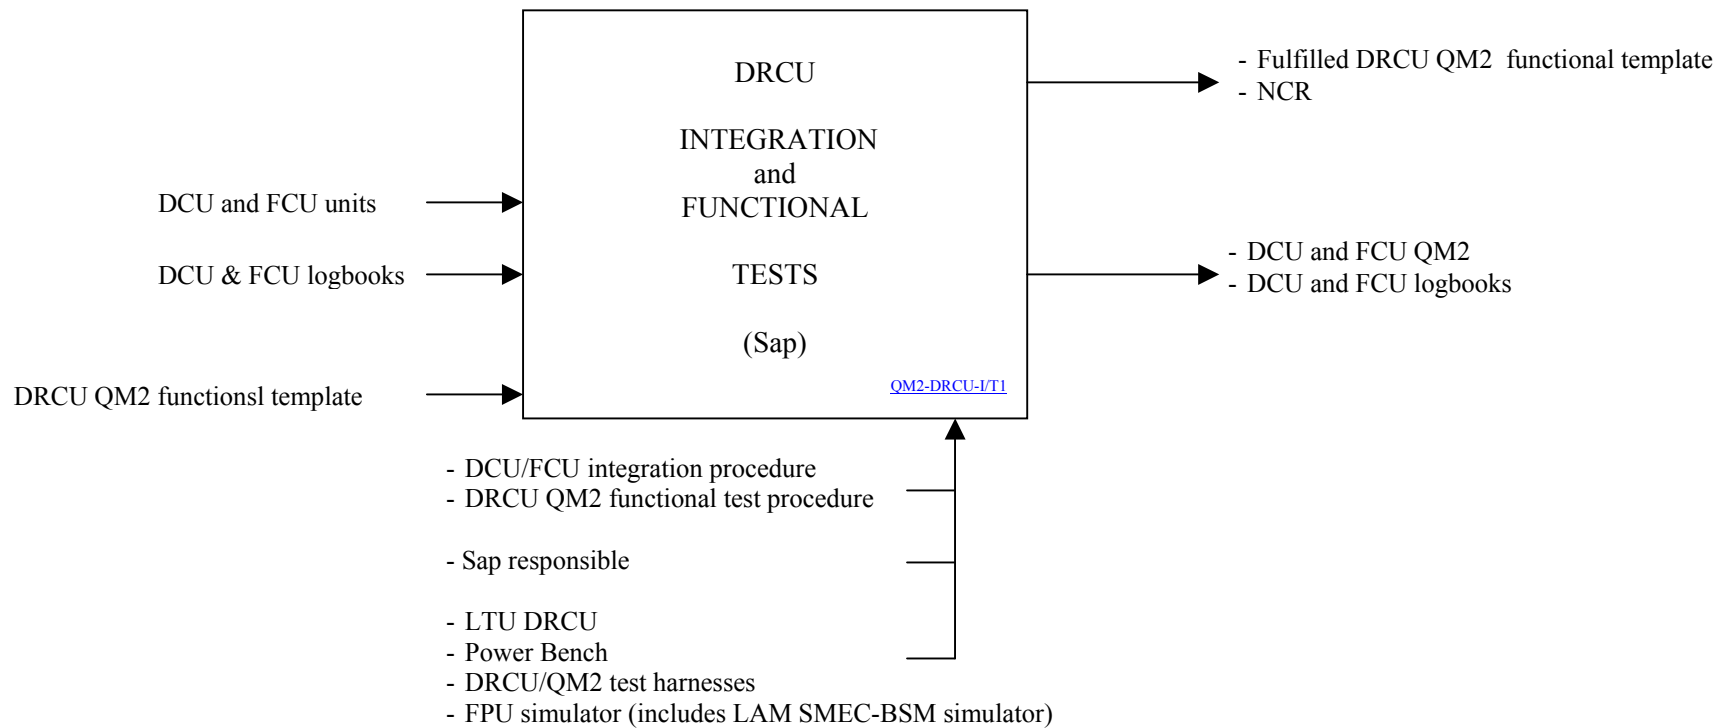 DRCU
INTEGRATION
and
FUNCTIONAL
TESTS
(Sap)
QM2-DRCU-I/T1
- Fulfilled DRCU QM2 functional template
- NCR
DCU and FCU units
DCU & FCU logbooks
- DCU and FCU QM2
- DCU and FCU logbooks
DRCU QM2 functionsl template
- DCU/FCU integration procedure
- DRCU QM2 functional test procedure
- Sap responsible
- LTU DRCU
- Power Bench
- DRCU/QM2 test harnesses
- FPU simulator (includes LAM SMEC-BSM simulator)